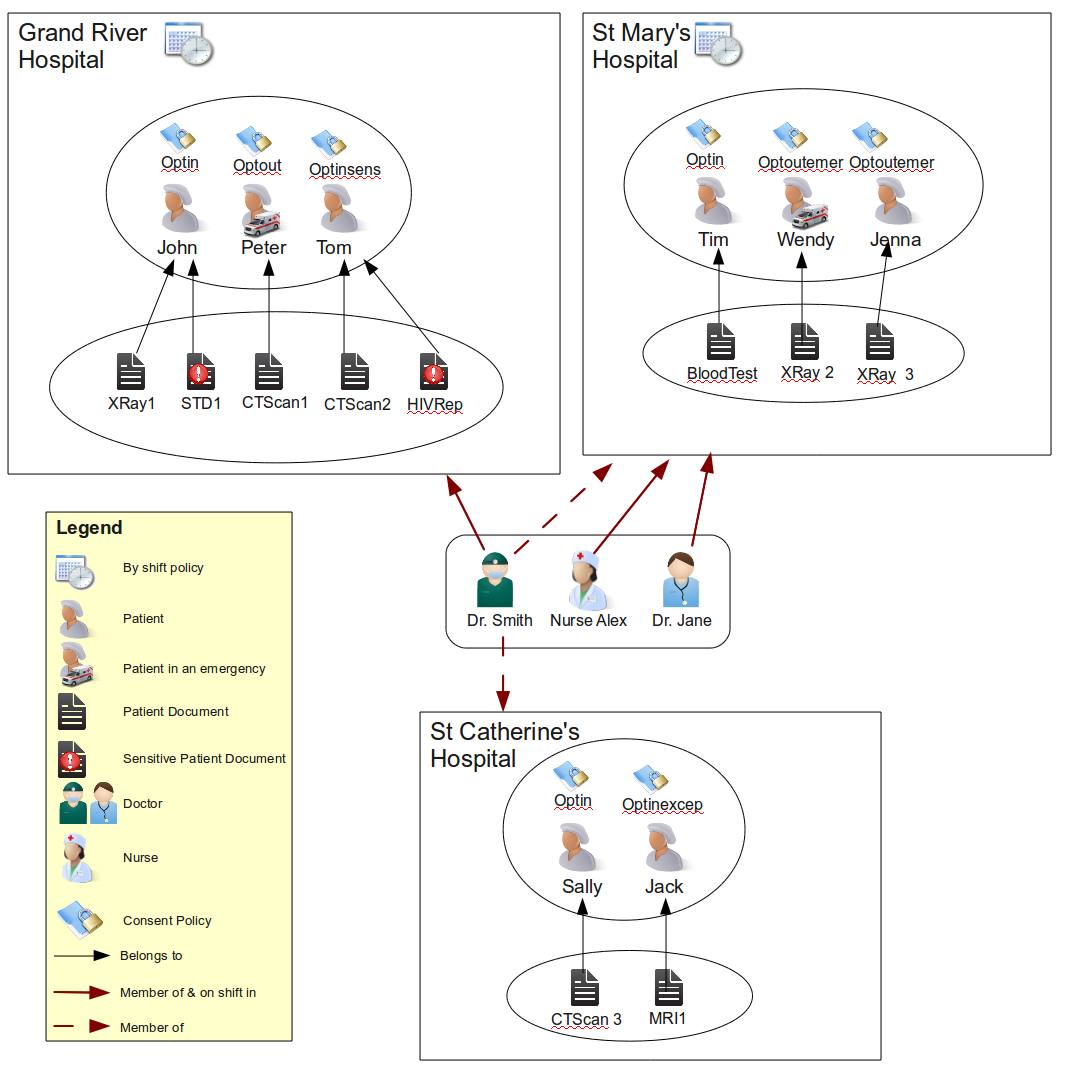 Grand River
Hospital
Optin
Optout
Optinsens
John
Peter
Tom
XRay1
STD1
CTScan1
CTScan2
HIVRep
St Mary's
Hospital
Optin
Optoutemer
Optoutemer
Tim
Wendy
Jenna
BloodTest
XRay 2
XRay 3
Dr. Smith
Nurse Alex
Dr. Jane
Legend
By shift policy
Patient
Patient in an emergency
Patient Document
Sensitive Patient Document
Doctor
Nurse
Consent Policy
Belongs to
Member of & on shift in
Member of
St Catherine's
Hospital
Optin
Optinexcep
Sally
Jack
CTScan 3
MRI1